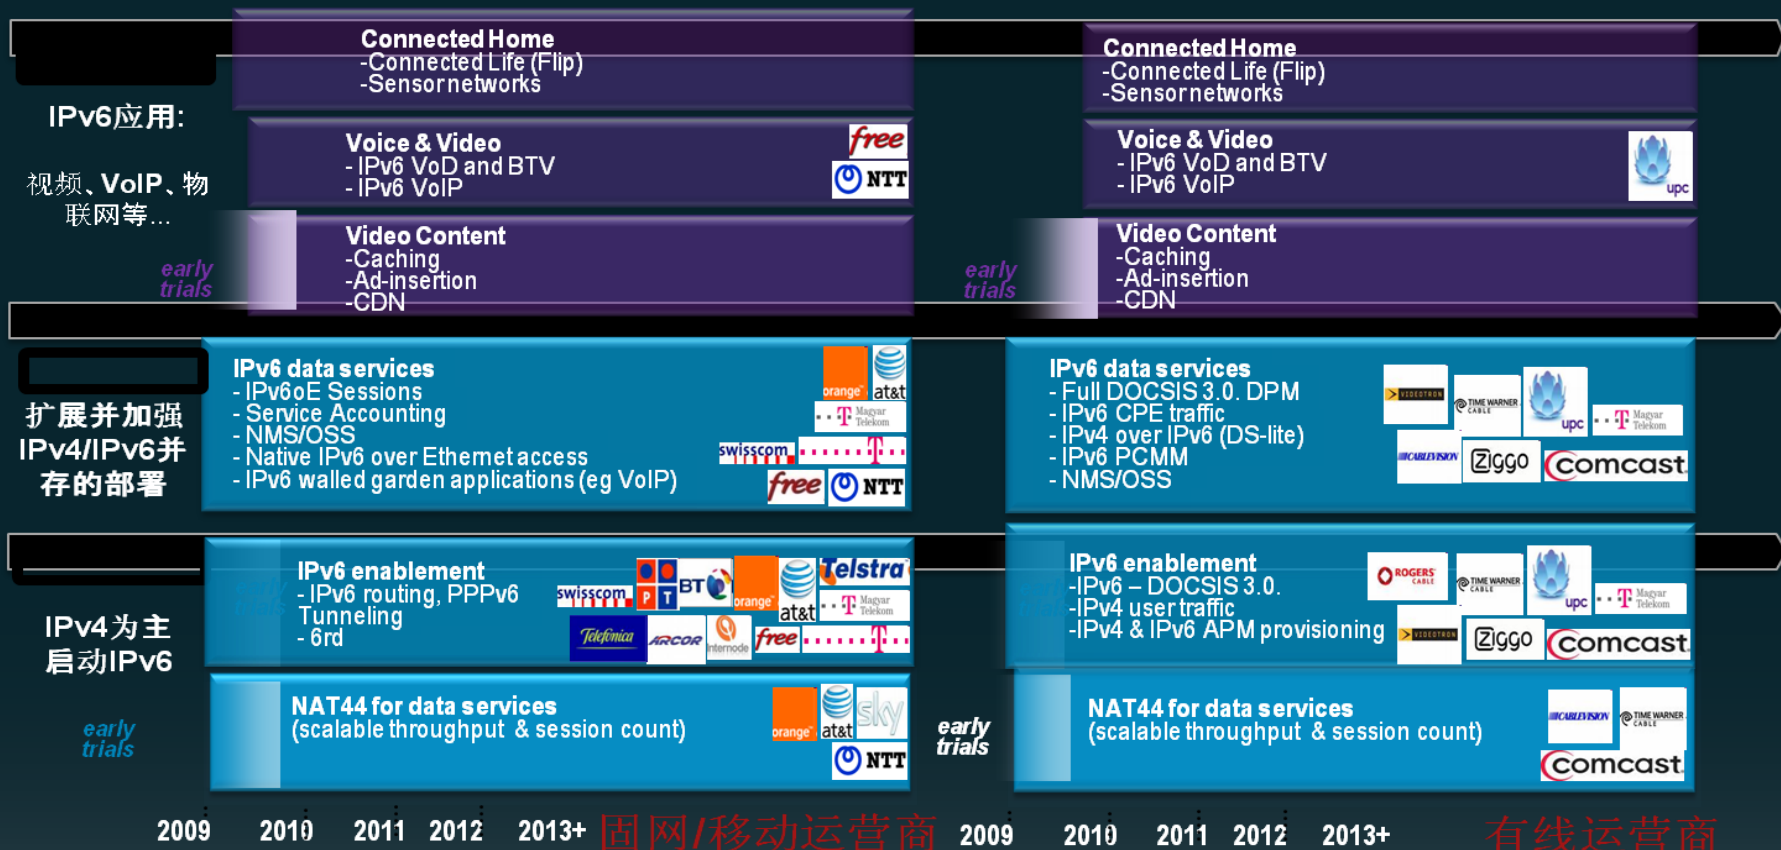 Connected Home
-Connected Life (Flip)
-Sensor networks
IPv6应用:
视频、VoIP、物
联网等...
Voice & Video
- IPv6 VoD and BTV
- IPv6 VoIP
free
NTT
early
trials
Video Content
-Caching
-Ad-insertion
-CDN
Connected Home
-Connected Life (Flip)
-Sensor networks
Voice & Video
- IPv6 VoD and BTV
- IPv6 VoIP
upc
early
trials
Video Content
-Caching
-Ad-insertion
-CDN
扩展并加强
IPv4/IPv6并
存的部署
IPv6 data services
- IPv6oE Sessions
- Service Accounting
- NMS/OSS
- Native IPv6 over Ethernet access
- IPv6 walled garden applications (eg VoIP)
orange
at&t
T Magyar
Telekom
swisscom
T
free
NTT
IPv6 data services
- Full DOCSIS 3.0. DPM
- IPv6 CPE traffic
- IPv4 over IPv6 (DS-lite)
- IPv6 PCMM
- NMS/OSS
VIDEOTRON
TIME WARNER
CABLE
upc
T Magyar
Telekom
CABLEVISION
Ziggo
comcast
IPv4为主
启动IPv6
early
trials
IPv6 enablement
- IPv6 routing, PPPv6
Tunneling
- 6rd
swisscom
PT
BT
orange
at&t
Telstra
T Magyar
Telekom
Telefónica
ARCOR
Internode
free
T
IPv6 enablement
-IPv6 – DOCSIS 3.0.
-IPv4 user traffic
-IPv4 & IPv6 APM provisioning
ROGERS
CABLE
TIME WARNER
CABLE
upc
T Magyar
Telekom
VIDEOTRON
Ziggo
comcast
early
trials
NAT44 for data services
(scalable throughput & session count)
orange
at&t
sky
NTT
early
trials
NAT44 for data services
(scalable throughput & session count)
CABLEVISION
TIME WARNER
CABLE
comcast
2009 2010 2011 2012 2013+ 固网/移动运营商
2009 2010 2011 2012 2013+ 有线运营商